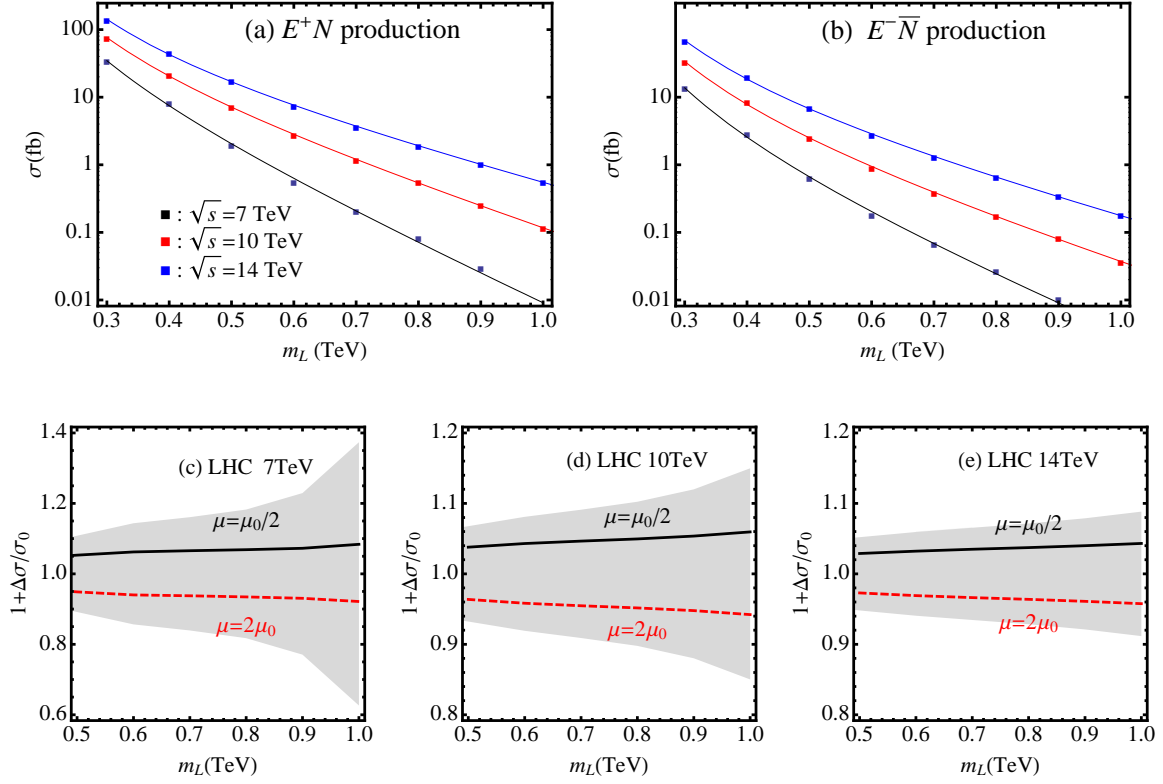 (a) E⁺N production
σ(fb)
100
10
1
0.1
0.01
■ : √s =7 TeV
■ : √s =10 TeV
■ : √s =14 TeV
0.3 0.4 0.5 0.6 0.7 0.8 0.9 1.0
m_L (TeV)
(b) E⁻N̅ production
σ(fb)
10
1
0.1
0.01
0.3 0.4 0.5 0.6 0.7 0.8 0.9 1.0
m_L (TeV)
(c) LHC 7TeV
1+Δσ/σ₀
1.4
1.2
1.0
0.8
0.6
μ=μ₀/2
μ=2μ₀
0.5 0.6 0.7 0.8 0.9 1.0
m_L(TeV)
(d) LHC 10TeV
1+Δσ/σ₀
1.2
1.1
1.0
0.9
0.8
μ=μ₀/2
μ=2μ₀
0.5 0.6 0.7 0.8 0.9 1.0
m_L(TeV)
(e) LHC 14TeV
1+Δσ/σ₀
1.2
1.1
1.0
0.9
0.8
μ=μ₀/2
μ=2μ₀
0.5 0.6 0.7 0.8 0.9 1.0
m_L(TeV)